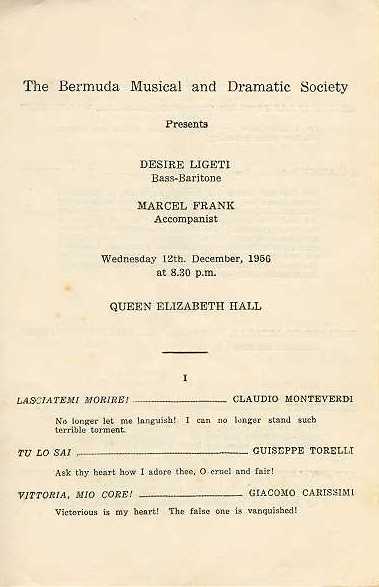 The Bermuda Musical and Dramatic Society
Presents
DESIRE LIGETI
Bass-Baritone
MARCEL FRANK
Accompanist
Wednesday 12th. December, 1956
at 8.30 p.m.
QUEEN ELIZABETH HALL
I
LASCIATEMI MORIRE! CLAUDIO MONTEVERDI
No longer let me languish! I can no longer stand such
terrible torment.
TU LO SAI GUISEPPE TORELLI
Ask thy heart how I adore thee, O cruel and fair!
VITTORIA, MIO CORE! GIACOMO CARISSIMI
Victorious is my heart! The false one is vanquished!